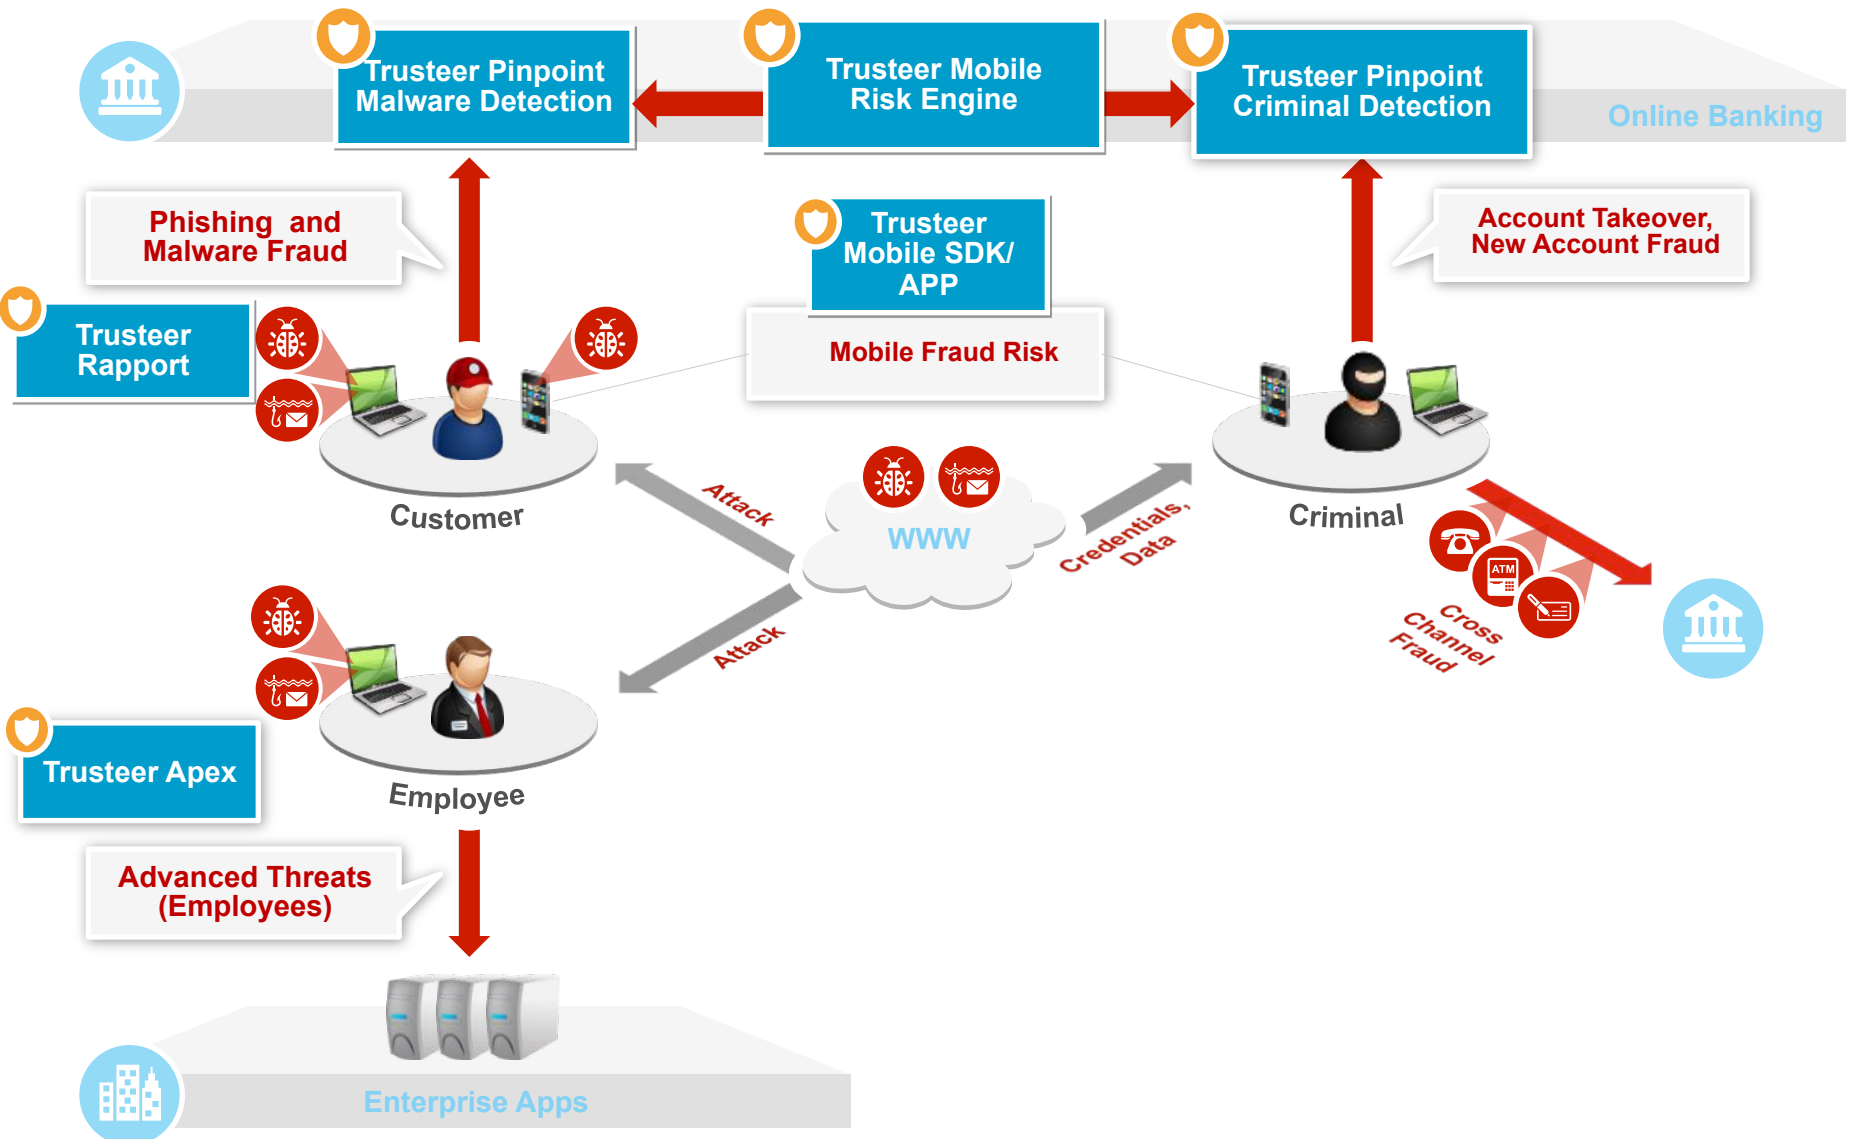 Trusteer Pinpoint
Malware Detection
Trusteer Mobile
Risk Engine
Trusteer Pinpoint
Criminal Detection
Online Banking
Phishing and
Malware Fraud
Trusteer
Mobile SDK/
APP
Account Takeover,
New Account Fraud
Trusteer
Rapport
Mobile Fraud Risk
Customer
Attack
WWW
Credentials,
Data
Criminal
ATM
Cross
Channel
Fraud
Attack
Trusteer Apex
Employee
Advanced Threats
(Employees)
Enterprise Apps